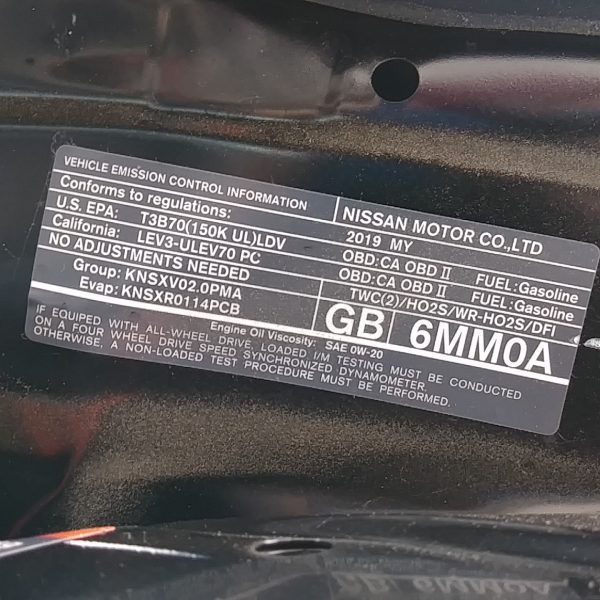 VEHICLE EMISSION CONTROL INFORMATION
NISSAN MOTOR CO.,LTD
Conforms to regulations:
2019 MY
U.S. EPA: T3B70(150K UL)LDV
OBD:CA OBD II FUEL:Gasoline
California: LEV3-ULEV70 PC
OBD:CA OBD II FUEL:Gasoline
NO ADJUSTMENTS NEEDED
TWC(2)/HO2S/WR-HO2S/DFI
Group: KNSXV02.0PMA
Evap: KNSXR0114PCB
GB
6MM0A
Engine Oil Viscosity: SAE 0W-20
IF EQUIPPED WITH ALL-WHEEL DRIVE, LOADED I/M TESTING MUST BE CONDUCTED
ON A FOUR WHEEL DRIVE SPEED SYNCHRONIZED DYNAMOMETER.
OTHERWISE, A NON-LOADED TEST PROCEDURE MUST BE PERFORMED.